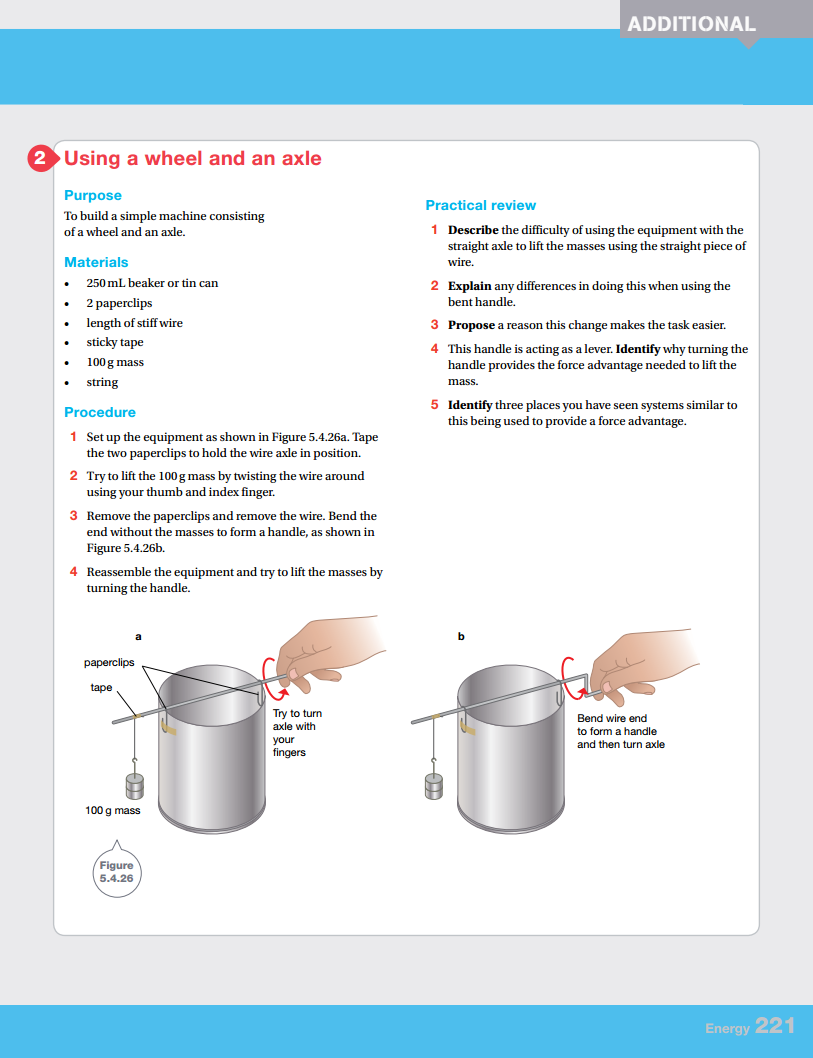 ADDITIONAL
2 Using a wheel and an axle
Purpose
To build a simple machine consisting
of a wheel and an axle.
Materials
• 250 mL beaker or tin can
• 2 paperclips
• length of stiff wire
• sticky tape
• 100 g mass
• string
Procedure
1 Set up the equipment as shown in Figure 5.4.26a. Tape
the two paperclips to hold the wire axle in position.
2 Try to lift the 100 g mass by twisting the wire around
using your thumb and index finger.
3 Remove the paperclips and remove the wire. Bend the
end without the masses to form a handle, as shown in
Figure 5.4.26b.
4 Reassemble the equipment and try to lift the masses by
turning the handle.
Practical review
1 Describe the difficulty of using the equipment with the
straight axle to lift the masses using the straight piece of
wire.
2 Explain any differences in doing this when using the
bent handle.
3 Propose a reason this change makes the task easier.
4 This handle is acting as a lever. Identify why turning the
handle provides the force advantage needed to lift the
mass.
5 Identify three places you have seen systems similar to
this being used to provide a force advantage.
a
paperclips
tape
Try to turn
axle with
your
fingers
100 g mass
b
Bend wire end
to form a handle
and then turn axle
Figure
5.4.26
Energy 221